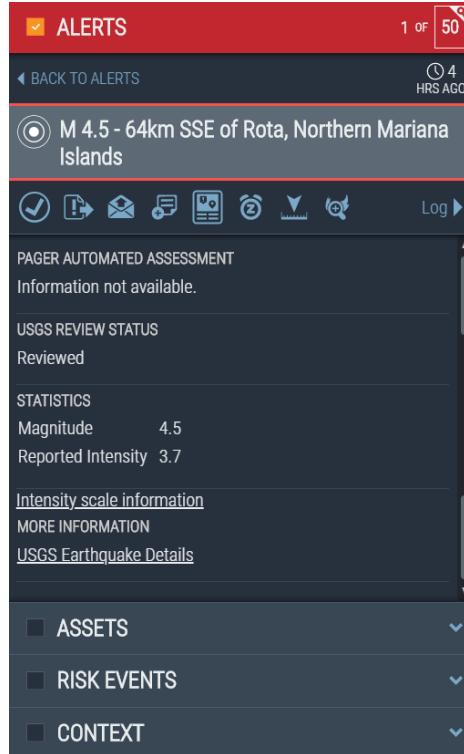 ALERTS
1 OF 50
BACK TO ALERTS
4
HRS AGO
M 4.5 - 64km SSE of Rota, Northern Mariana
Islands
Log
PAGER AUTOMATED ASSESSMENT
Information not available.
USGS REVIEW STATUS
Reviewed
STATISTICS
Magnitude 4.5
Reported Intensity 3.7
Intensity scale information
MORE INFORMATION
USGS Earthquake Details
ASSETS
RISK EVENTS
CONTEXT